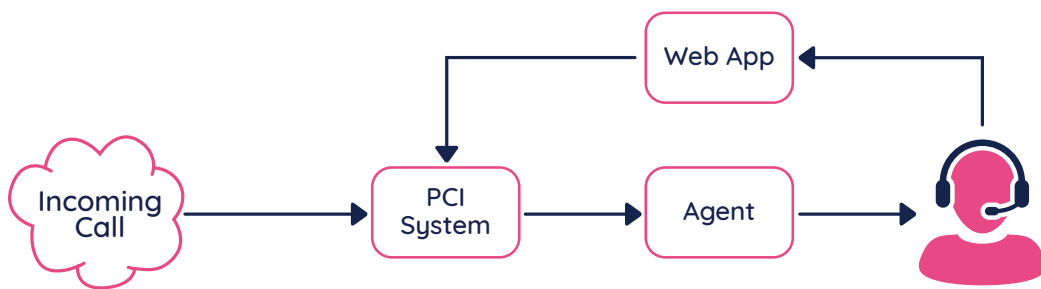 Web App
Incoming
Call
PCI
System
Agent